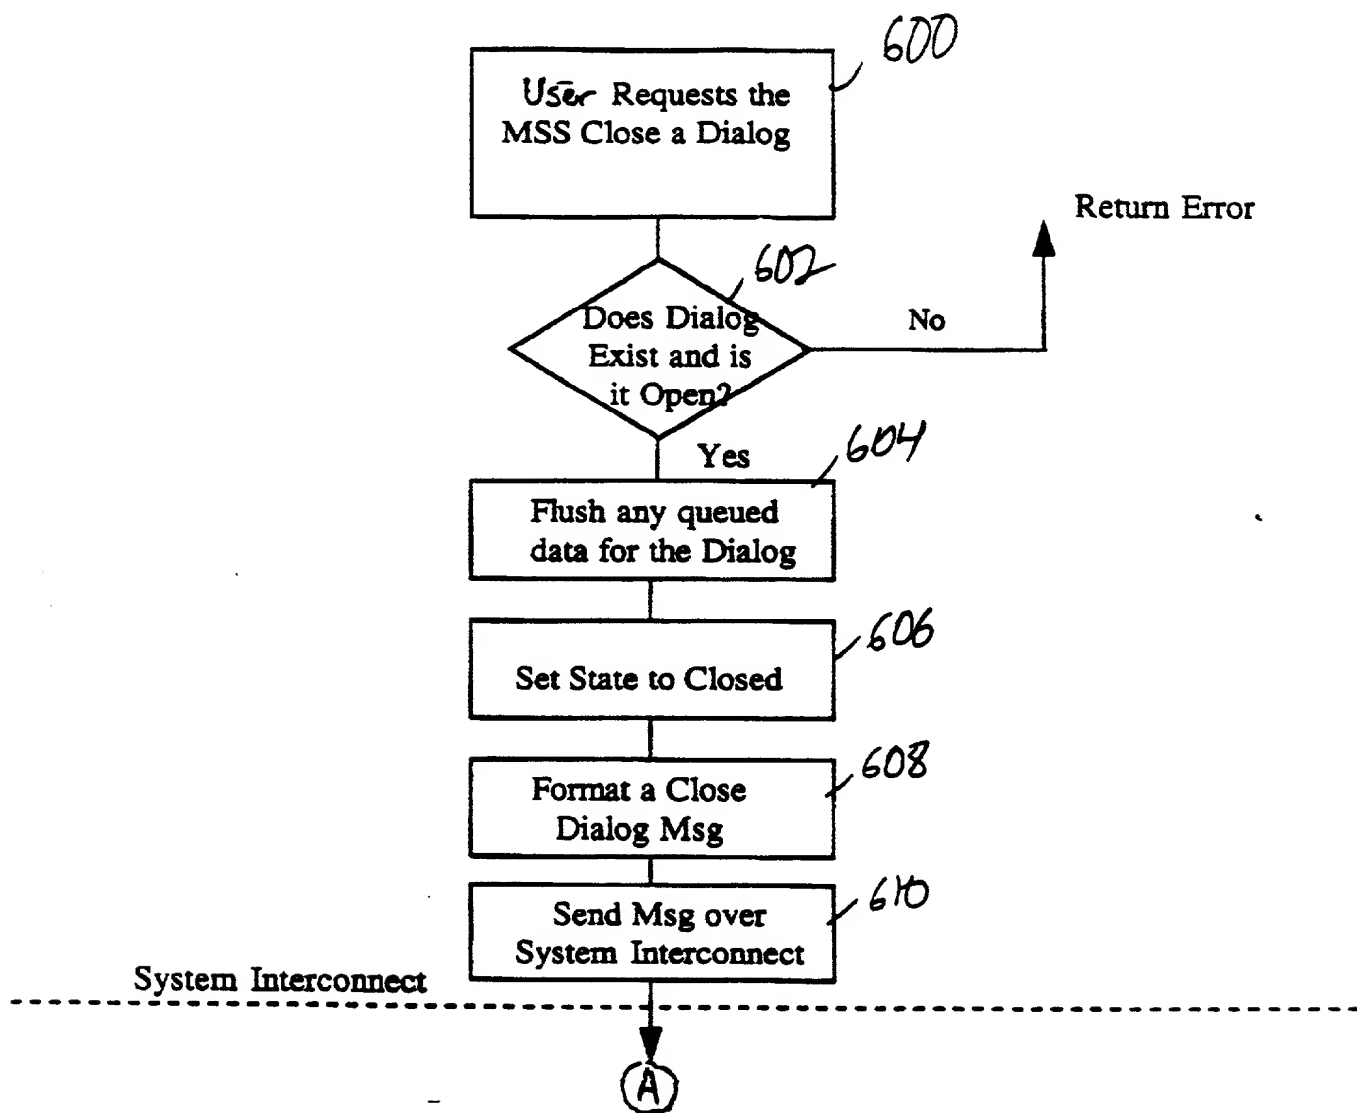 600
User Requests the
MSS Close a Dialog
Return Error
602
Does Dialog
Exist and is
it Open?
No
Yes
604
Flush any queued
data for the Dialog
606
Set State to Closed
608
Format a Close
Dialog Msg
610
Send Msg over
System Interconnect
System Interconnect
A